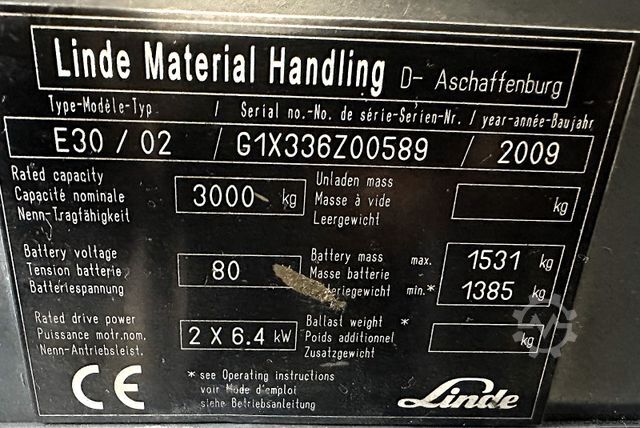 Linde Material Handling D- Aschaffenburg
Type-Modèle-Typ / Serial no.-No. de série-Serien-Nr. / year-année-Baujahr
E30 / 02 / G1X336Z00589 / 2009
Rated capacity
Capacité nominale
Nenn-Tragfähigkeit
3000 kg
Unladen mass
Masse à vide
Leergewicht
kg
Battery voltage
Tension batterie
Batteriespannung
80
Battery mass max. 1531 kg
Masse batterie
min.* 1385 kg
Rated drive power
Puissance motr.nom.
Nenn-Antriebsleist.
2 X 6.4 kW
Ballast weight *
Poids additionnel
Zusatzgewicht
kg
CE
* see Operating instructions
voir Mode d'emploi
siehe Betriebsanleitung
Linde